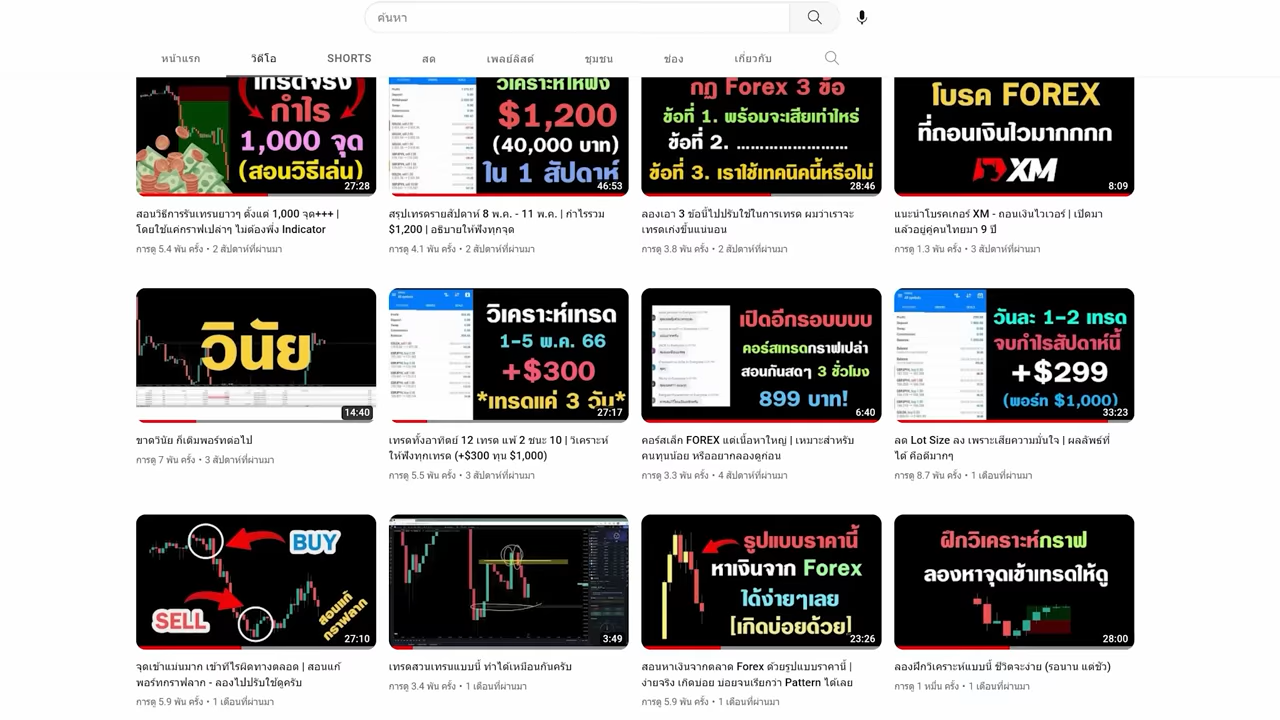 ค้นหา
หน้าแรก
วิดีโอ
SHORTS
สด
เพลย์ลิสต์
ชุมชน
ช่อง
เกี่ยวกับ
เทรดจริง
กำไร
1,000 จุด
(สอนวิธีเล่น)
27:28
วิเคราะห์ให้ฟัง
$1,200
(40,000 บาท)
ใน 1 สัปดาห์
46:53
กฎ Forex 3 ข้อ
ข้อที่ 1. พร้อมจะเสียเท่าไหร่
ข้อที่ 2. ........................
ข้อที่ 3. เราใช้เทคนิคนี้หรือไม่
28:46
โบรค FOREX
ที่ถอนเงินไวมากกกก
XM
8:09
สอนวิธีการรันเทรนยาวๆ ตั้งแต่ 1,000 จุด+++ |
โดยใช้แค่กราฟเปล่าๆ ไม่ต้องพึ่ง Indicator
การดู 5.4 พัน ครั้ง • 2 สัปดาห์ที่ผ่านมา
สรุปเทรดรายสัปดาห์ 8 พ.ค. - 11 พ.ค. | กำไรรวม
$1,200 | อธิบายให้ฟังทุกจุด
การดู 4.1 พัน ครั้ง • 2 สัปดาห์ที่ผ่านมา
ลองเอา 3 ข้อนี้ไปปรับใช้ในการเทรด ผมว่าเราจะ
เทรดเก่งขึ้นแน่นอน
การดู 3.8 พัน ครั้ง • 2 สัปดาห์ที่ผ่านมา
แนะนำโบรคเกอร์ XM - ถอนเงินไวเวอร์ | เปิดมา
แล้วอยู่คู่คนไทยมา 9 ปี
การดู 1.3 พัน ครั้ง • 3 สัปดาห์ที่ผ่านมา
วินัย
14:40
วิเคราะห์เทรด
1-5 พ.ค. 66
+$300
*เทรดแค่ 3 วัน*
27:17
เปิดอีกรอบบบบ
คอร์สเทรดกราฟเปล่า
สอนกันสดๆ 3 ชั่วโมง
899 บาท!
6:40
วันละ 1-2 เทรด
จบกำไรสัปดาห์นี้
+$299
(พอร์ท $1,000)
33:23
ขาดวินัย ก็เติมพอร์ทต่อไป
การดู 7 พัน ครั้ง • 3 สัปดาห์ที่ผ่านมา
เทรดทั้งอาทิตย์ 12 เทรด แพ้ 2 ชนะ 10 | วิเคราะห์
ให้ฟังทุกเทรด (+$300 ทุน $1,000)
การดู 5.5 พัน ครั้ง • 3 สัปดาห์ที่ผ่านมา
คอร์สเล็ก FOREX แต่เนื้อหาใหญ่ | เหมาะสำหรับ
คนทุนน้อย หรืออยากลองดูก่อน
การดู 3.3 พัน ครั้ง • 4 สัปดาห์ที่ผ่านมา
ลด Lot Size ลง เพราะเสียความมั่นใจ | ผลลัพธ์ที่
ได้ คือดีมากๆ
การดู 8.7 พัน ครั้ง • 1 เดือนที่ผ่านมา
BUY
SELL
สอนแก้
กราฟลาก
27:10
3:49
รูปแบบราคานี้
หาเงินจาก Forex
ได้ง่ายๆเลย
[เกิดบ่อยด้วย]
23:26
ฝึกวิเคราะห์กราฟ
ลองหาจุดเข้าเทรดให้ดู
28:00
จุดเข้าแม่นมาก เข้าทีไรผิดทางตลอด | สอนแก้
พอร์ทกราฟลาก - ลองไปปรับใช้ดูครับ
การดู 5.9 พัน ครั้ง • 1 เดือนที่ผ่านมา
เทรดสวนเทรนแบบนี้ ทำได้เหมือนกันครับ
การดู 3.4 พัน ครั้ง • 1 เดือนที่ผ่านมา
สอนหาเงินจากตลาด Forex ด้วยรูปแบบราคานี้ |
ง่ายจริง เกิดบ่อย บ่อยจนเรียกว่า Pattern ได้เลย
การดู 5.9 พัน ครั้ง • 1 เดือนที่ผ่านมา
ลองฝึกวิเคราะห์แบบนี้ ชีวิตจะง่าย (รอนาน แต่ชัว)
การดู 1 หมื่น ครั้ง • 1 เดือนที่ผ่านมา